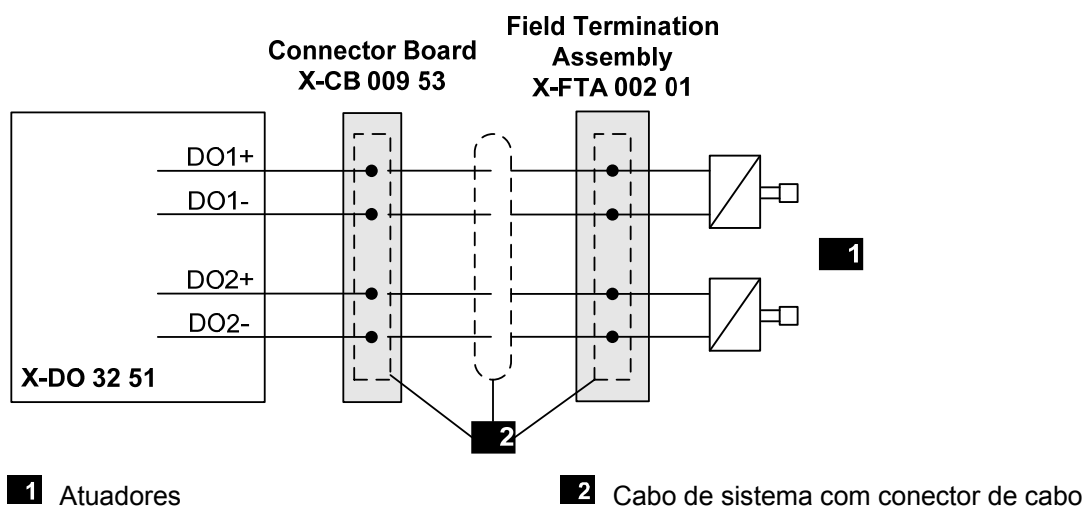 Field Termination
Assembly
X-FTA 002 01
Connector Board
X-CB 009 53
DO1+
DO1-
DO2+
DO2-
X-DO 32 51
1
2
1 Atuadores
2 Cabo de sistema com conector de cabo